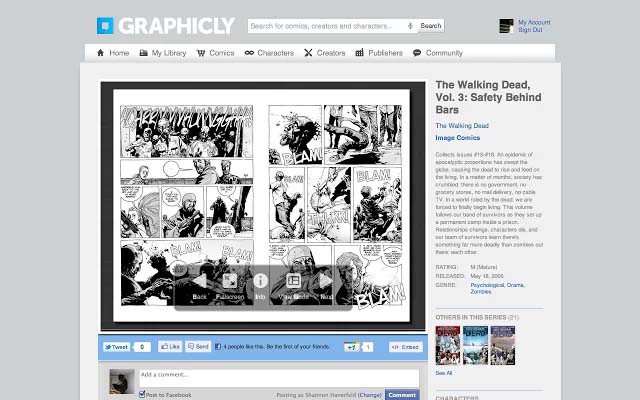 GRAPHICLY
Search for comics, creators and characters...
Search
My Account
Sign Out
Home
My Library
Comics
Characters
Creators
Publishers
Community
The Walking Dead,
Vol. 3: Safety Behind
Bars
The Walking Dead
Image Comics
Collects issues #13-#18. An epidemic of
apocalyptic proportions has swept the
globe, causing the dead to rise and feed on
the living. In a matter of months, society has
crumbled: there is no government, no
grocery stores, no mail delivery, no cable
TV. In a world ruled by the dead, we are
forced to finally begin living. This volume
follows our band of survivors as they set up
a permanent camp inside a prison.
Relationships change, characters die, and
our team of survivors learn there's
something far more deadly than zombies out
there: each other.
RATING: M (Mature)
RELEASED: May 18, 2005
GENRE: Psychological, Drama,
Zombies
BLAM!
BLAM!
BLAM!
BLAM!
BLAM!
BLAM!
BLAM!
Back
Fullscreen
Info
View Mode
Next
OTHERS IN THIS SERIES (21)
See All
CHARACTERS
Tweet
0
Like
Send
4 people like this. Be the first of your friends.
+1
1
Embed
Add a comment...
Post to Facebook
Posting as Shannon Hanerfeld (Change)
Comment